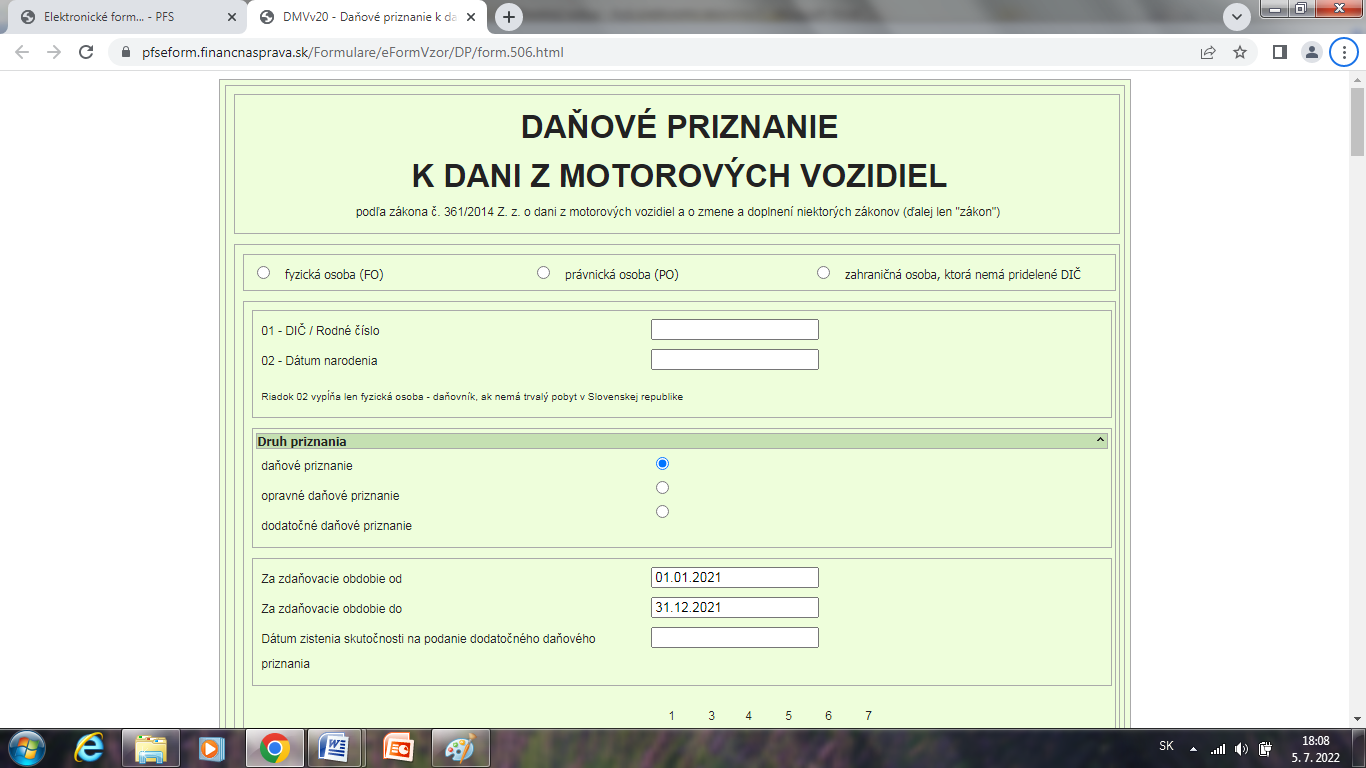 Elektronické form... - PFS
DMVv20 - Daňové priznanie k da
pfseform.financnasprava.sk/Formulare/eFormVzor/DP/form.506.html
DAŇOVÉ PRIZNANIE
K DANI Z MOTOROVÝCH VOZIDIEL
podľa zákona č. 361/2014 Z. z. o dani z motorových vozidiel a o zmene a doplnení niektorých zákonov (ďalej len "zákon")
fyzická osoba (FO) právnická osoba (PO) zahraničná osoba, ktorá nemá pridelené DIČ
01 - DIČ / Rodné číslo
02 - Dátum narodenia
Riadok 02 vypĺňa len fyzická osoba - daňovník, ak nemá trvalý pobyt v Slovenskej republike
Druh priznania
daňové priznanie
opravné daňové priznanie
dodatočné daňové priznanie
Za zdaňovacie obdobie od 01.01.2021
Za zdaňovacie obdobie do 31.12.2021
Dátum zistenia skutočnosti na podanie dodatočného daňového
priznania
1 3 4 5 6 7
SK
18:08
5. 7. 2022